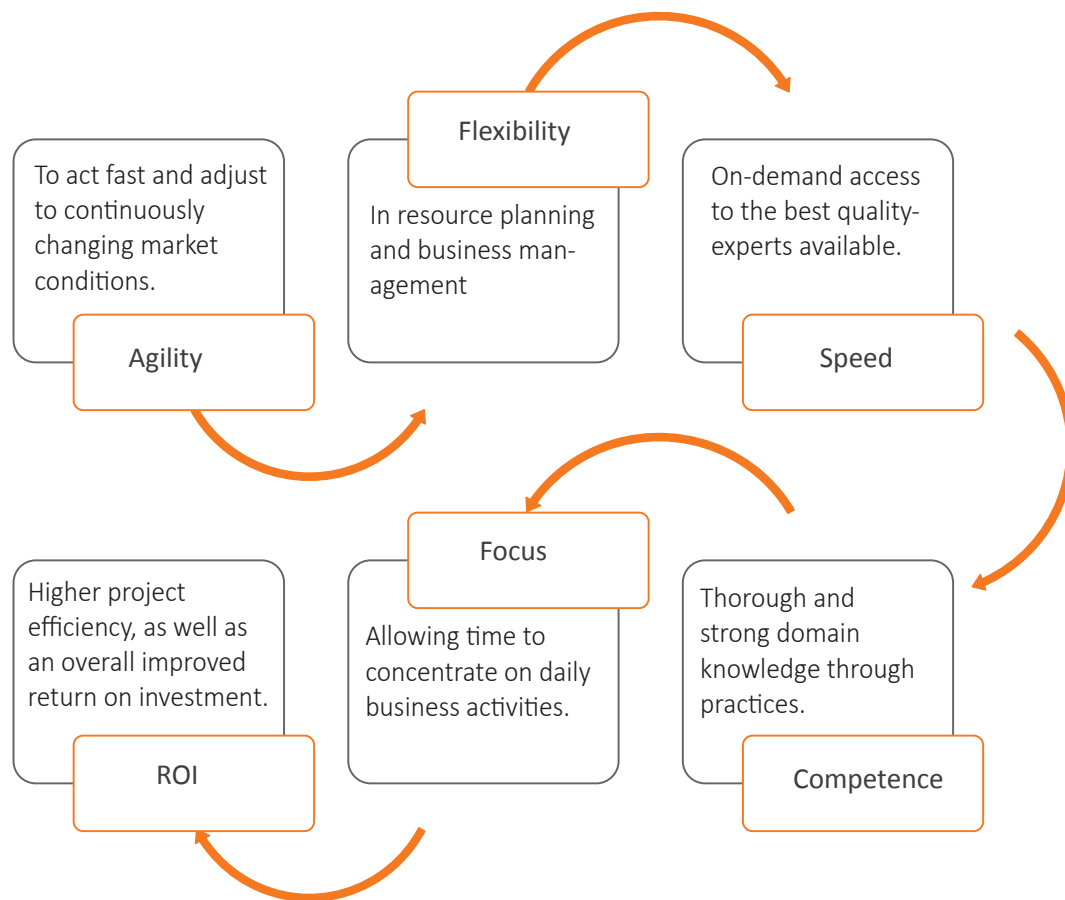 To act fast and adjust
to continuously
changing market
conditions.
Agility
Flexibility
In resource planning
and business man-
agement
On-demand access
to the best quality-
experts available.
Speed
Thorough and
strong domain
knowledge through
practices.
Competence
Focus
Allowing time to
concentrate on daily
business activities.
Higher project
efficiency, as well as
an overall improved
return on investment.
ROI